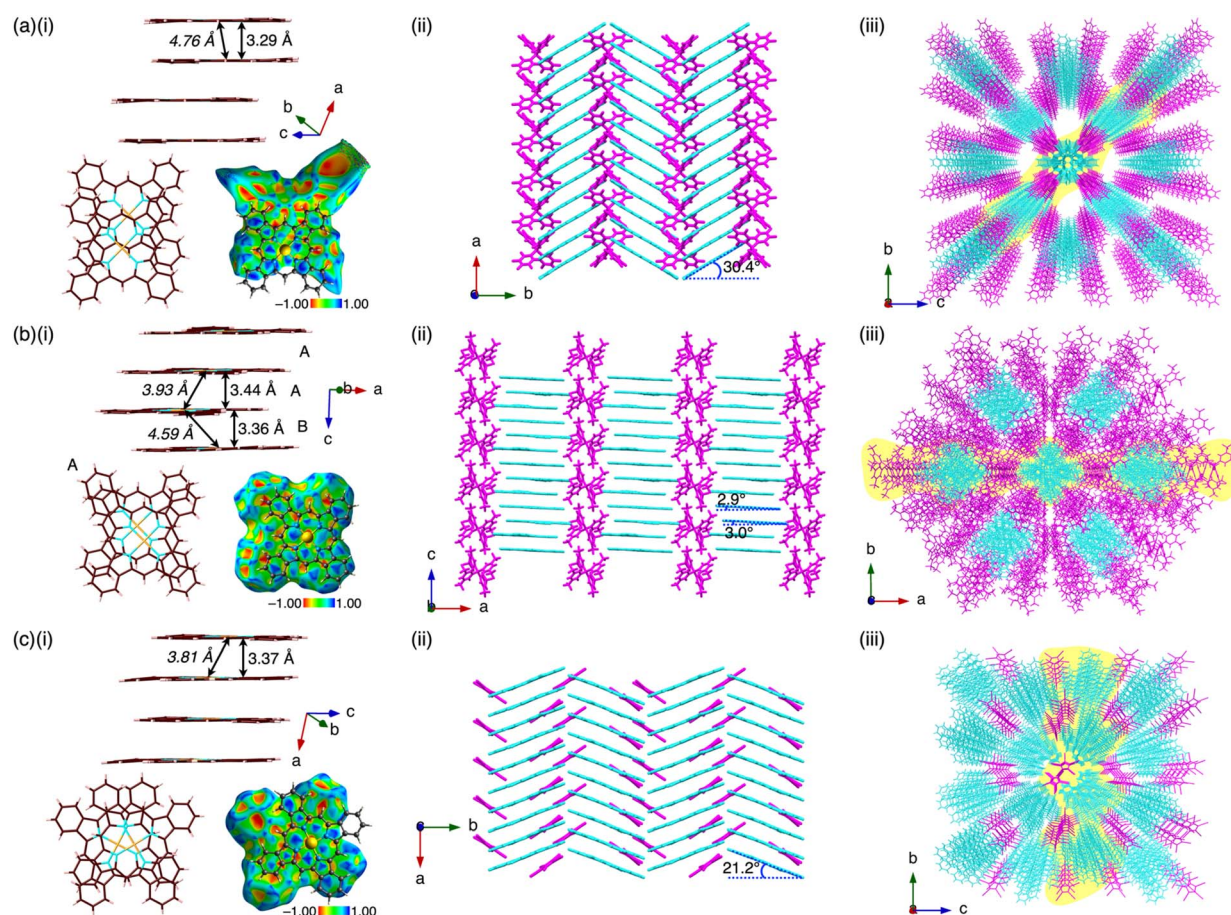 (a)(i)
4.76 Å
3.29 Å
b
a
c
–1.00
1.00
(ii)
a
b
30.4°
(iii)
b
c
(b)(i)
A
3.93 Å
3.44 Å
A
4.59 Å
3.36 Å
B
b
a
c
A
–1.00
1.00
(ii)
2.9°
3.0°
c
b
a
(iii)
b
a
(c)(i)
3.81 Å
3.37 Å
c
b
a
–1.00
1.00
(ii)
b
a
21.2°
(iii)
b
c